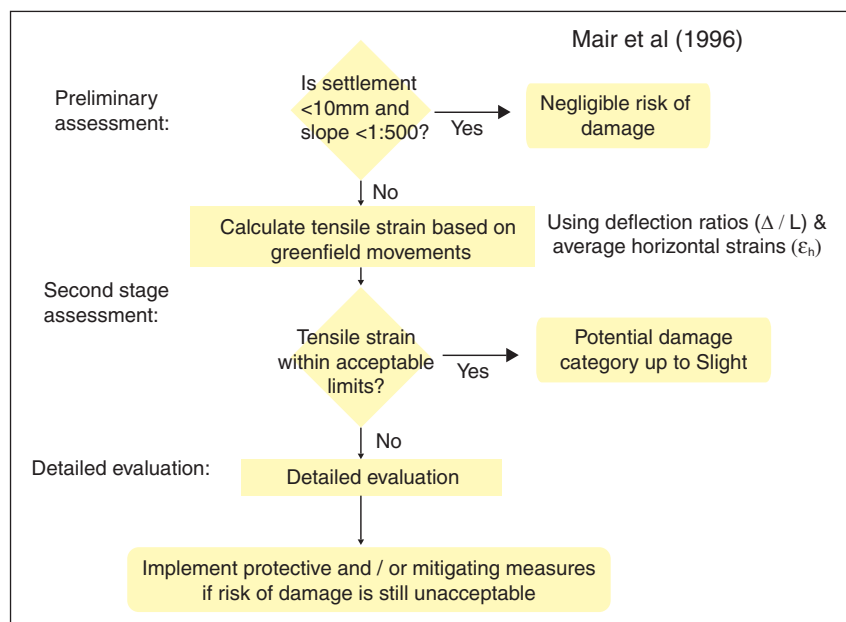 Mair et al (1996)
Preliminary
assessment:
Is settlement
<10mm and
slope <1:500?
Yes
Negligible risk of
damage
No
Calculate tensile strain based on
greenfield movements
Using deflection ratios (Δ / L) &
average horizontal strains (εh)
Second stage
assessment:
Tensile strain
within acceptable
limits?
Yes
Potential damage
category up to Slight
No
Detailed evaluation:
Detailed evaluation
Implement protective and / or mitigating measures
if risk of damage is still unacceptable